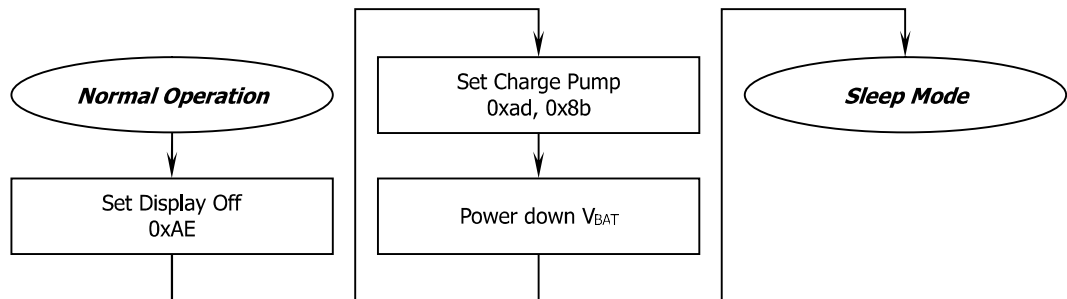 Normal Operation
Set Display Off
0xAE
Set Charge Pump
0xad, 0x8b
Power down VBAT
Sleep Mode